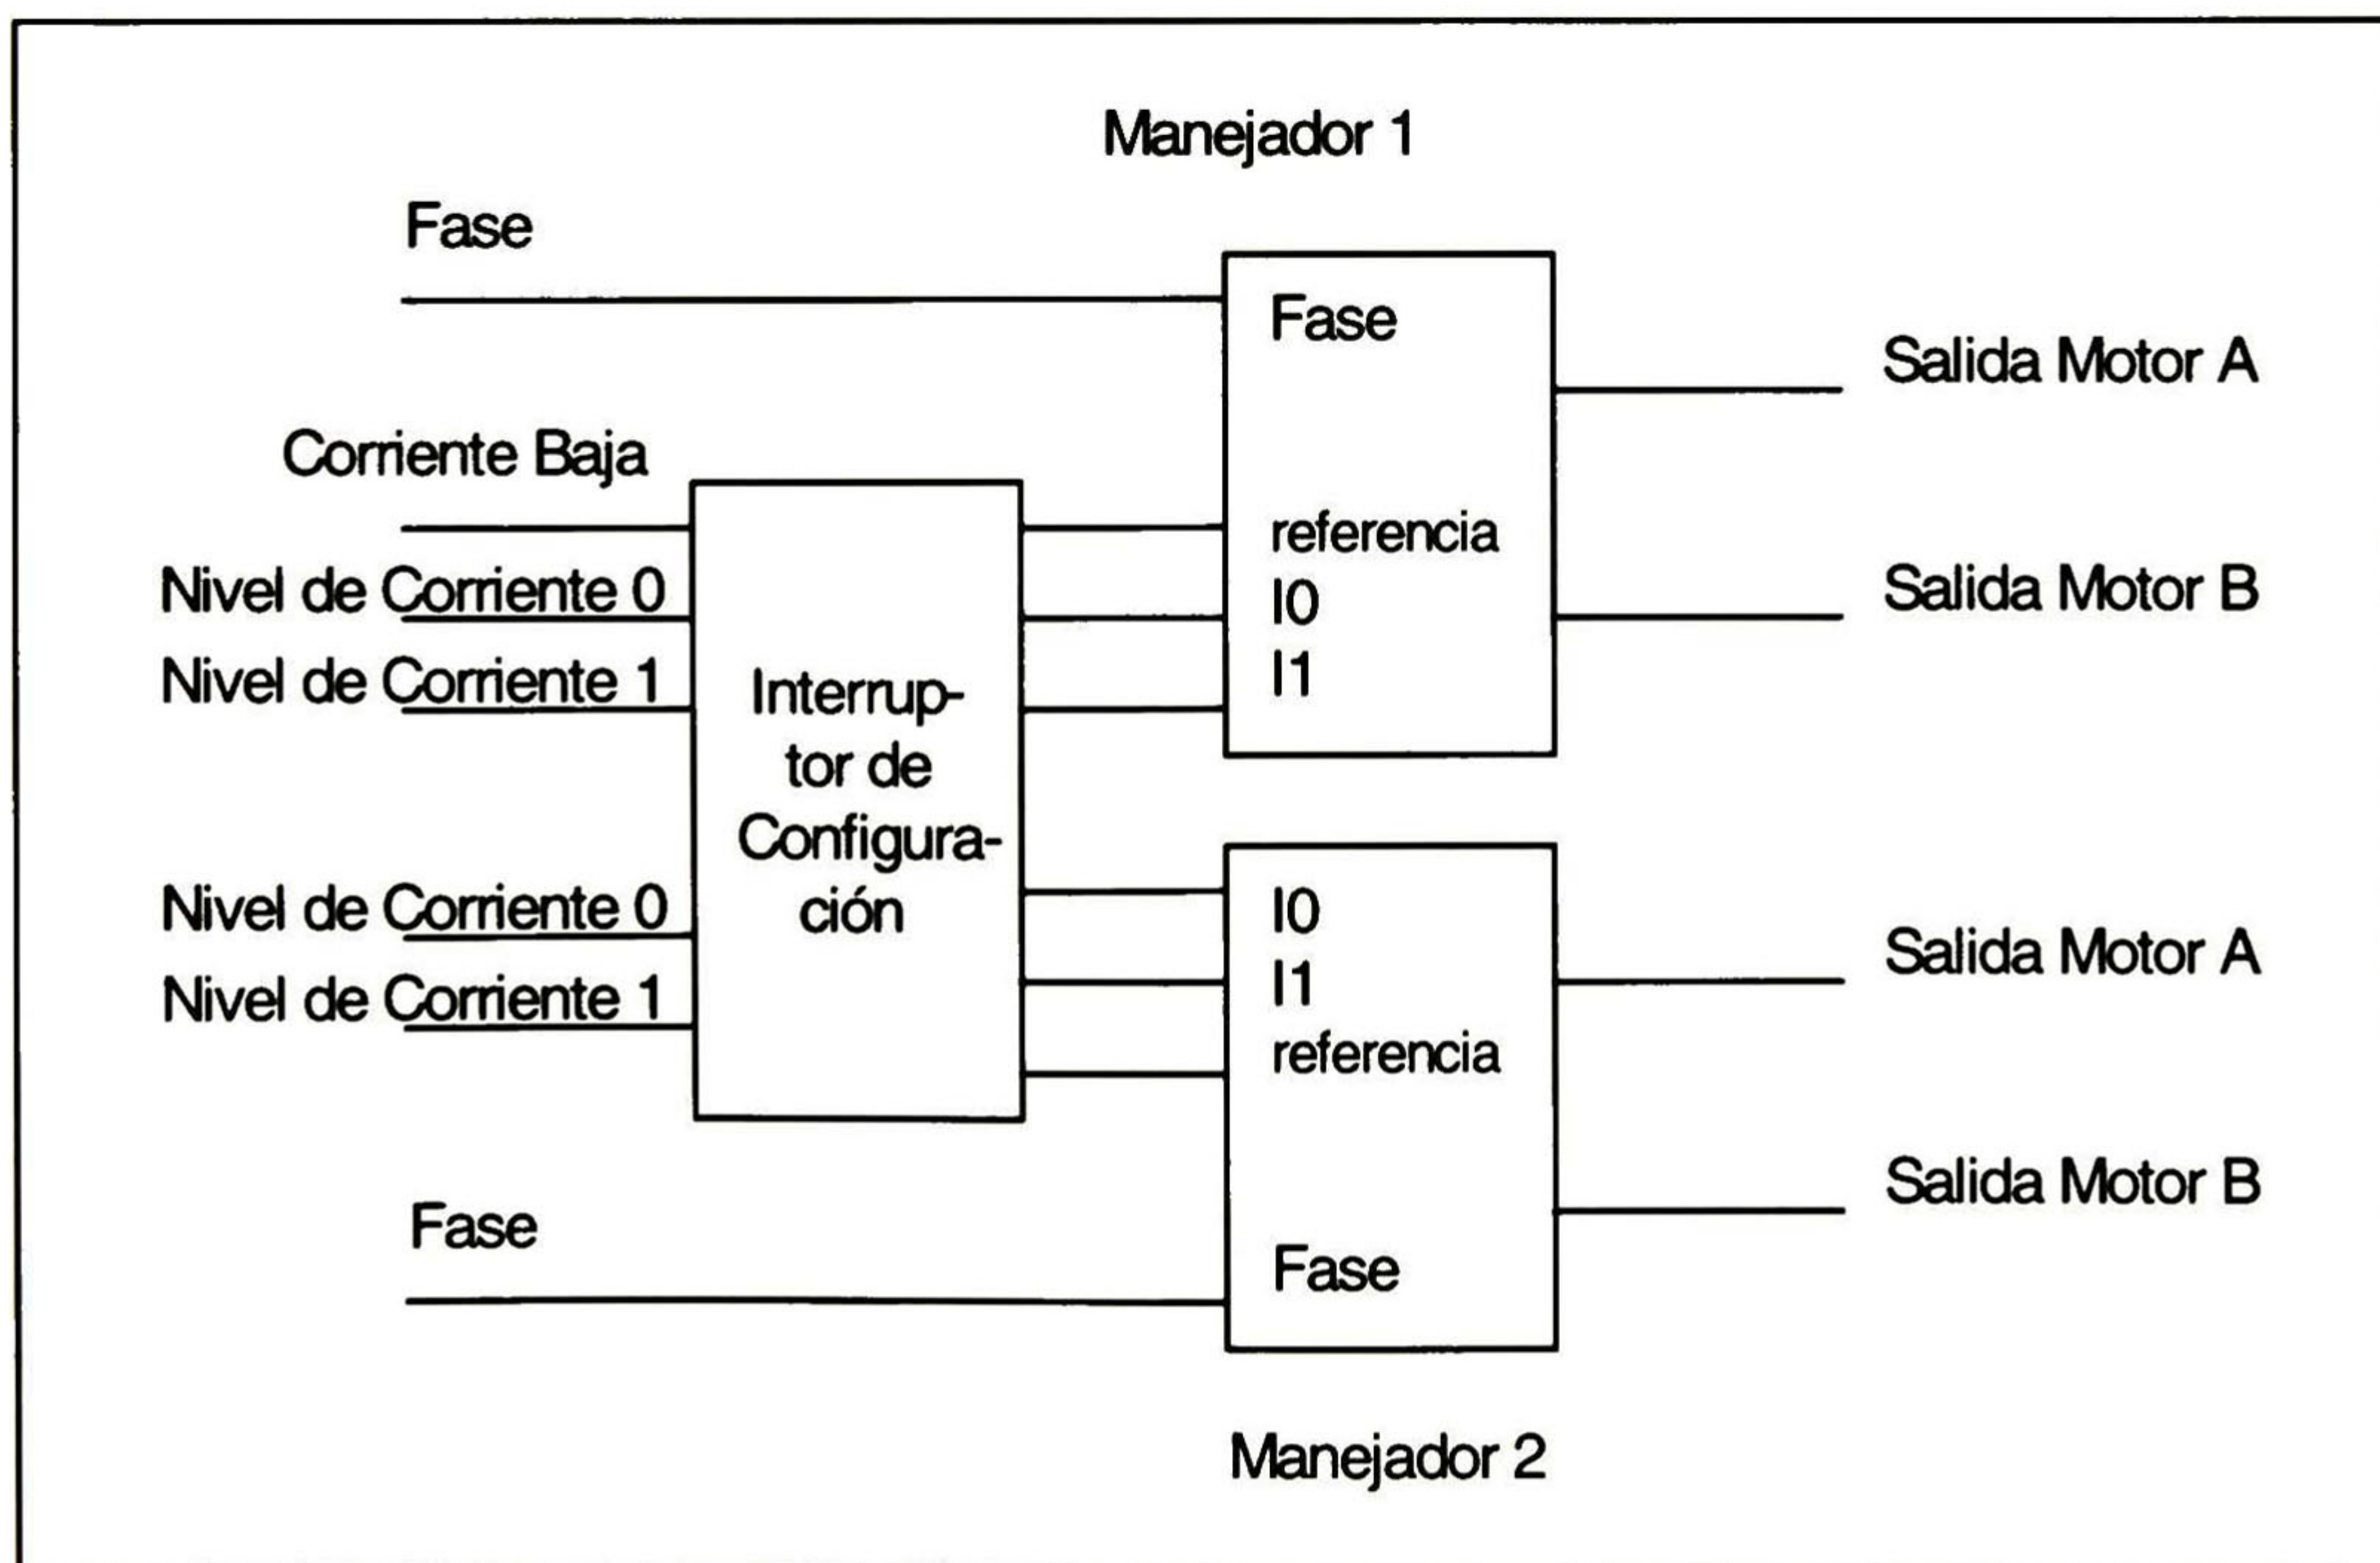 Manejador 1
Fase
Fase
Salida Motor A
Corriente Baja
referencia
Nivel de Corriente 0
I0
Salida Motor B
Nivel de Corriente 1
I1
Interrup-
tor de
Configura-
ción
Nivel de Corriente 0
I0
Nivel de Corriente 1
I1
Salida Motor A
referencia
Salida Motor B
Fase
Fase
Manejador 2